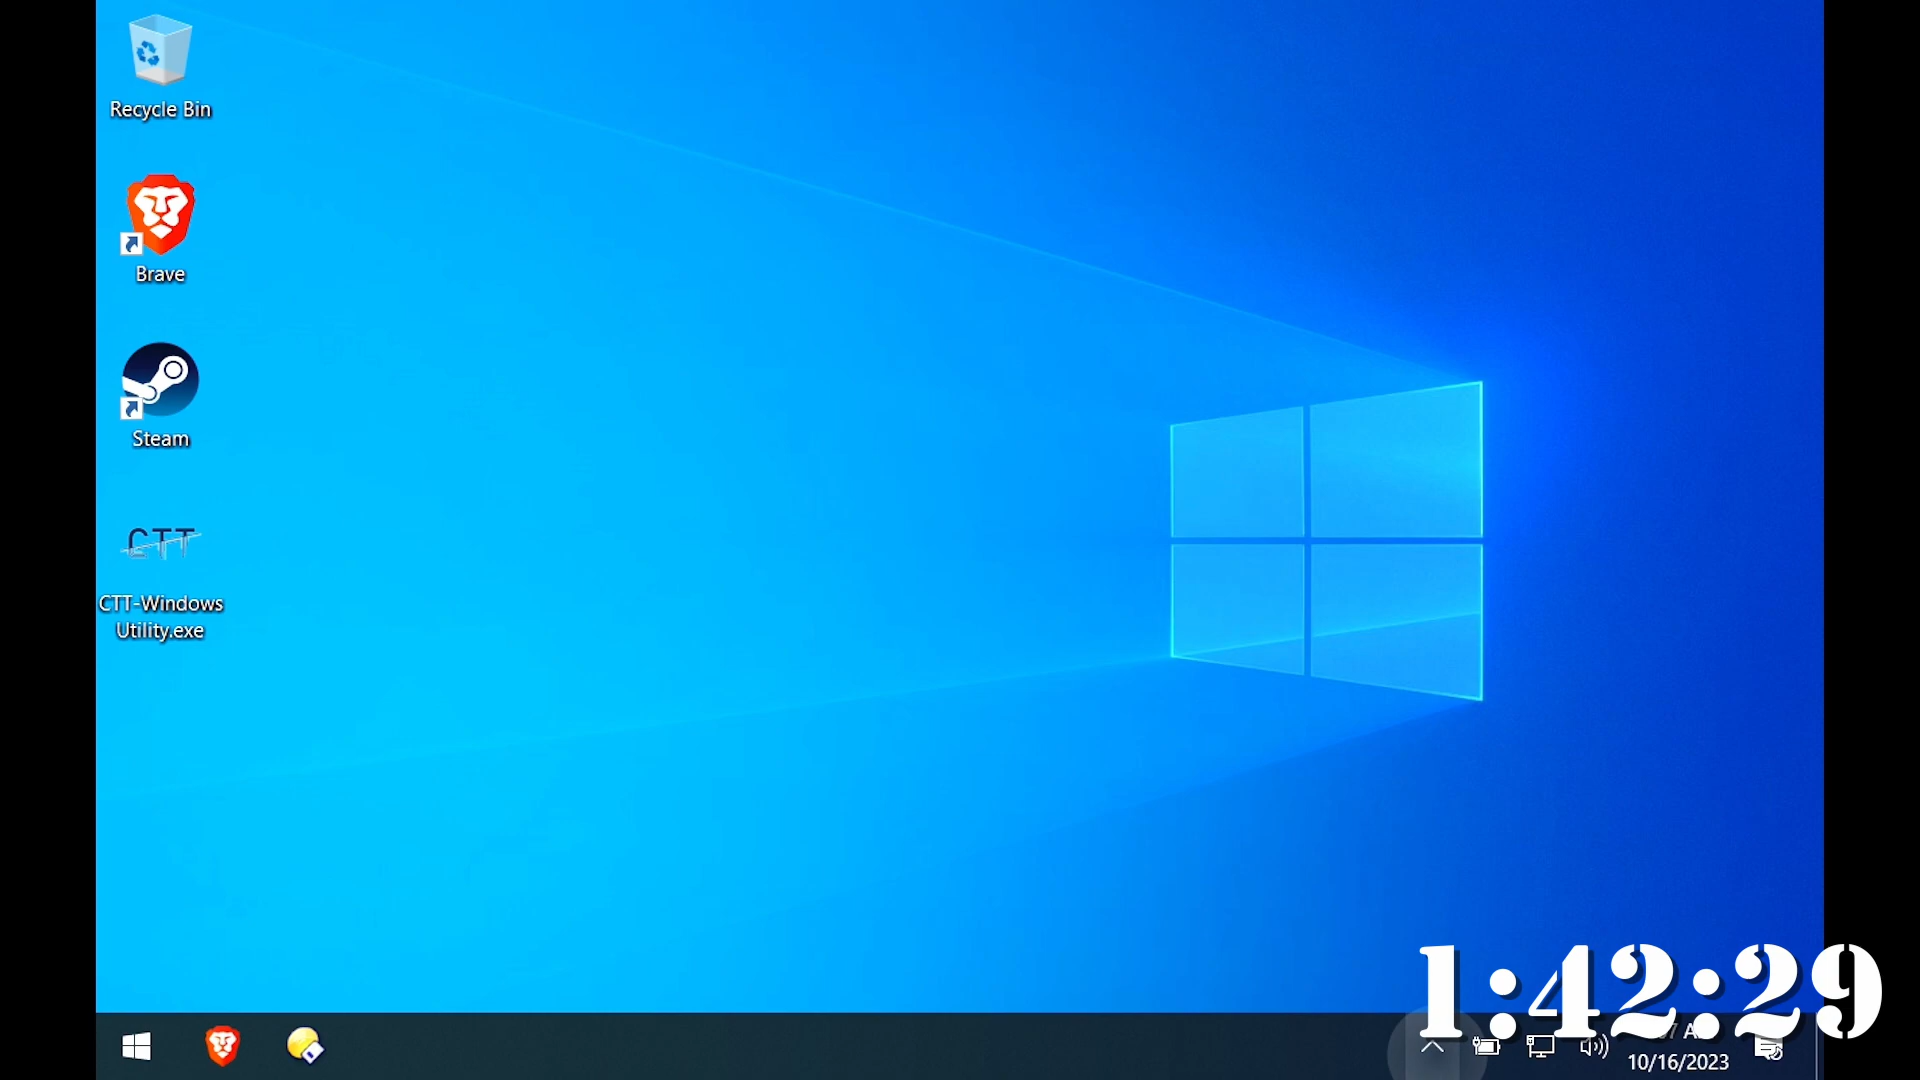 Recycle Bin
Brave
Steam
CTT
CTT-Windows
Utility.exe
1:42:29
10/16/2023